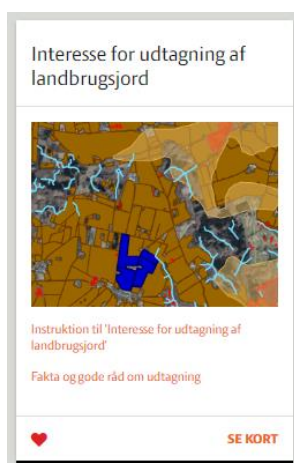 Interesse for udtagning af
landbrugsjord
Instruktion til 'Interesse for udtagning af
landbrugsjord'
Fakta og gode råd om udtagning
SE KORT